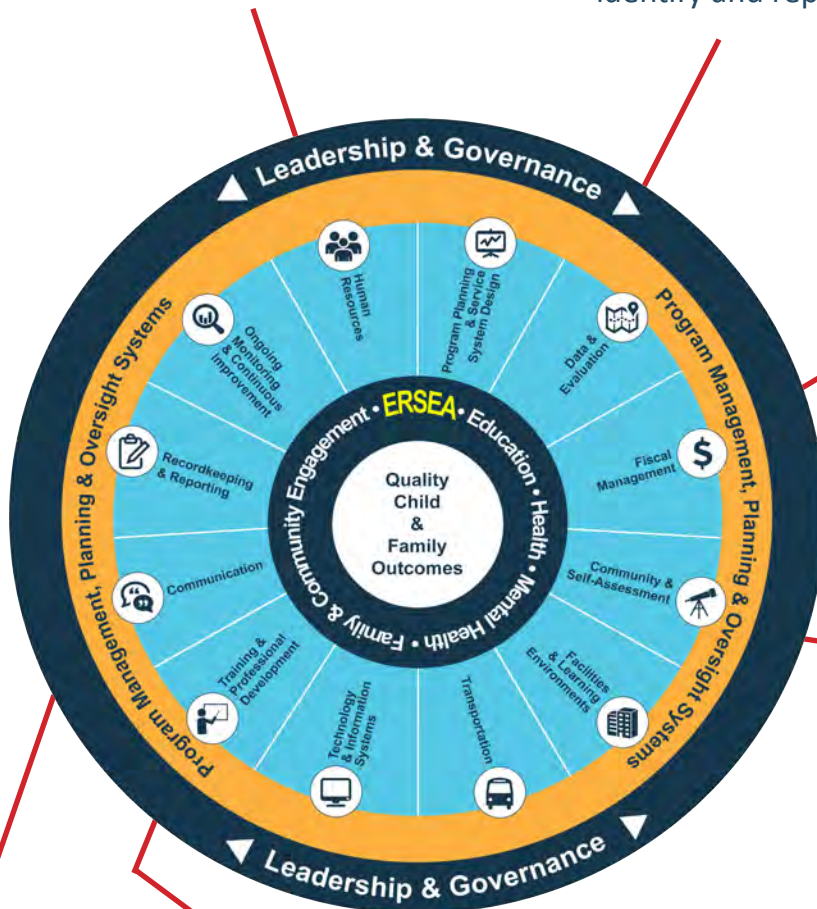 identify and rep
Leadership & Governance
Program Management, Planning & Oversight Systems
Program Management, Planning & Oversight Systems
Human
Resources
Program Planning
& Service
System Design
Data &
Evaluation
$
Fiscal
Management
Community &
Self-Assessment
Facilities
& Learning
Environments
Transportation
Technology
& Information
Systems
Training &
Professional
Development
Communication
Recordkeeping
& Reporting
Ongoing
Monitoring
& Continuous
Improvement
ERSEA • Education • Health • Mental Health • Family & Community Engagement •
Quality
Child
&
Family
Outcomes
Leadership & Governance